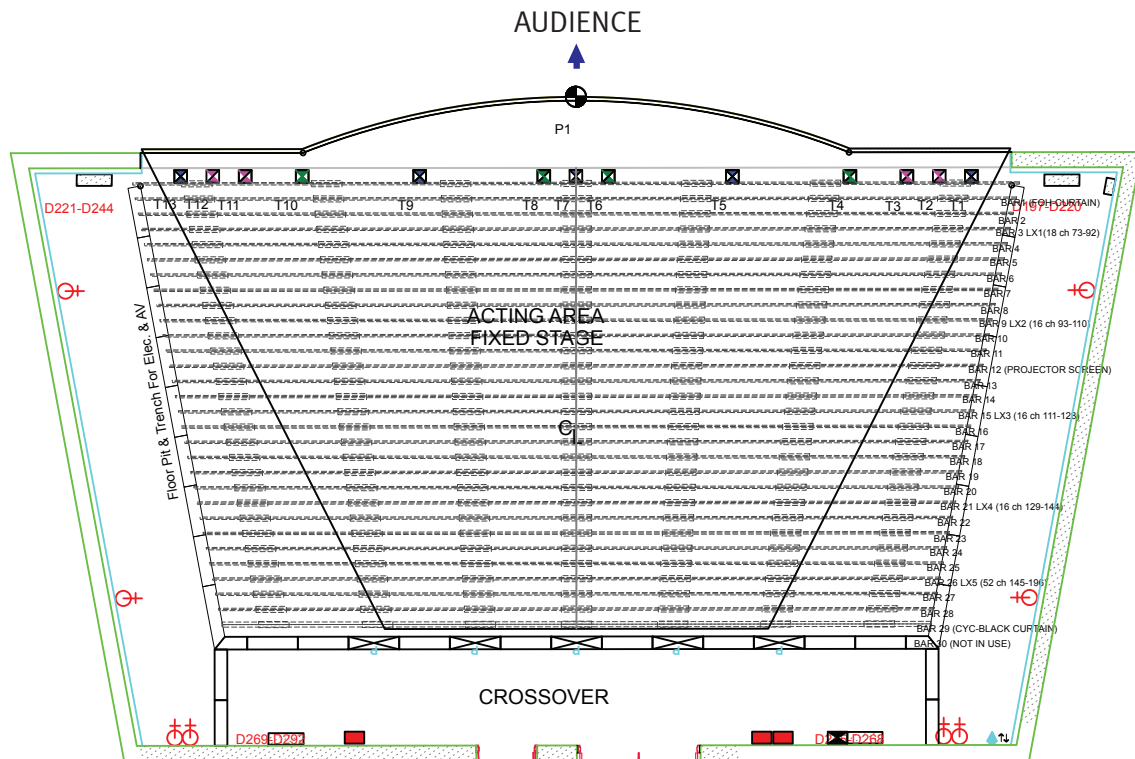 AUDIENCE
P1
D221-D244
T13 T2 T11 T10 T9 T8 T7 T6 T5 T4 T3 T2 T1
D197-D220
BAR 2
BAR 3 LX1(18 ch 73-92)
BAR 4
BAR 5
BAR 6
BAR 7
BAR 8
ACTING AREA
FIXED STAGE
BAR 9 LX2 (16 ch 93-110)
BAR 10
BAR 11
BAR 12 (PROJECTOR SCREEN)
BAR 13
BAR 14
BAR 15 LX3 (16 ch 111-128)
CL
BAR 16
BAR 17
BAR 18
BAR 19
BAR 20
BAR 21 LX4 (16 ch 129-144)
BAR 22
BAR 23
BAR 24
BAR 25
BAR 26 LX5 (52 ch 145-196)
BAR 27
BAR 28
BAR 29 (CYC-BLACK CURTAIN)
BAR 30 (NOT IN USE)
Floor Pit & Trench For Elec. & AV
CROSSOVER
D269-D292